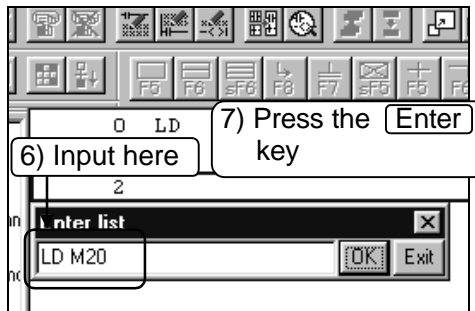 F5 F6 sF6 F8 F7 sF5 F5 F6
0 LD
7) Press the Enter
key
6) Input here
2
Enter list
LD M20
OK Exit